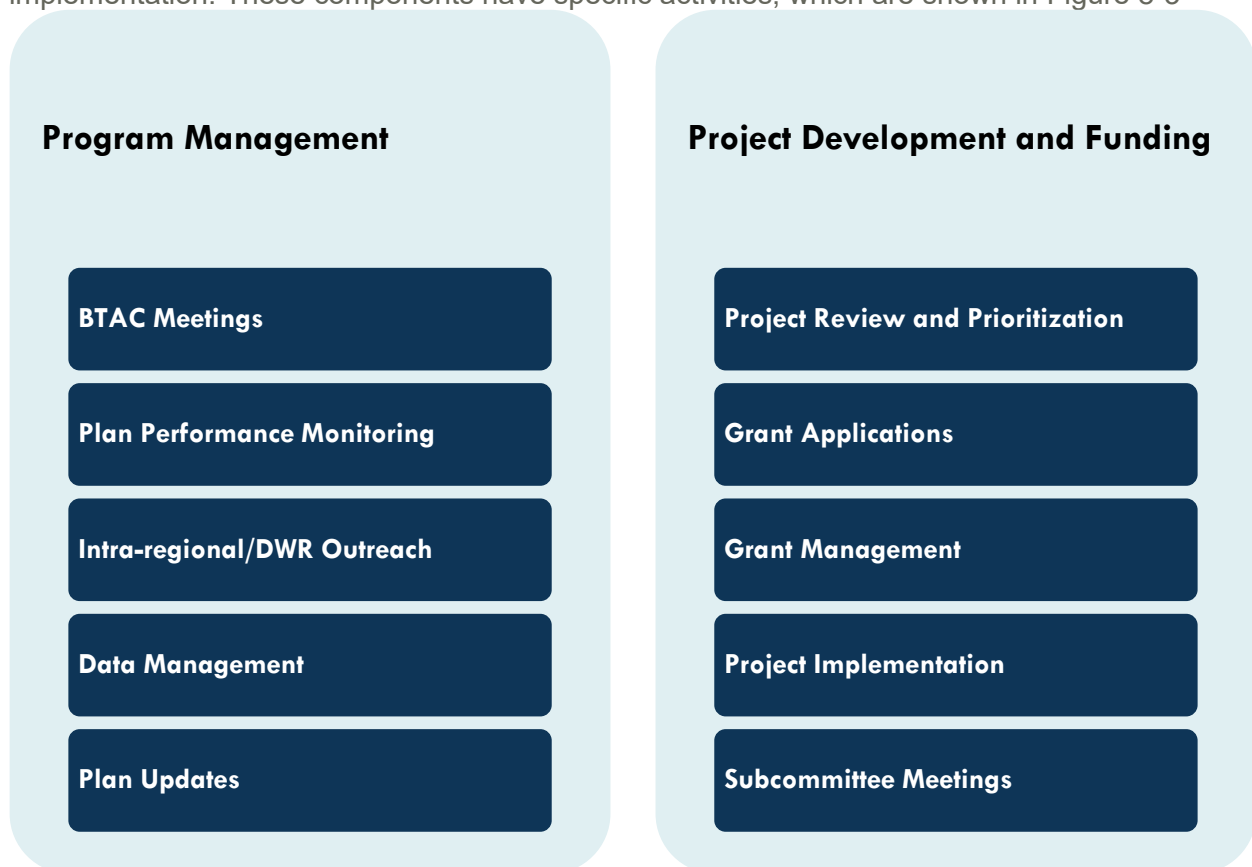 implementation. These components have specific activities, which are shown in Figure
Program Management
BTAC Meetings
Plan Performance Monitoring
Intra-regional/DWR Outreach
Data Management
Plan Updates
Project Development and Funding
Project Review and Prioritization
Grant Applications
Grant Management
Project Implementation
Subcommittee Meetings